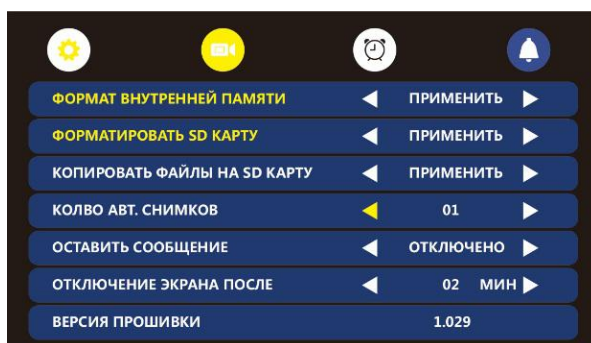 ФОРМАТ ВНУТРЕННЕЙ ПАМЯТИ ПРИМЕНИТЬ
ФОРМАТИРОВАТЬ SD КАРТУ ПРИМЕНИТЬ
КОПИРОВАТЬ ФАЙЛЫ НА SD КАРТУ ПРИМЕНИТЬ
КОЛВО АВТ. СНИМКОВ 01
ОСТАВИТЬ СООБЩЕНИЕ ОТКЛЮЧЕНО
ОТКЛЮЧЕНИЕ ЭКРАНА ПОСЛЕ 02 МИН
ВЕРСИЯ ПРОШИВКИ 1.029